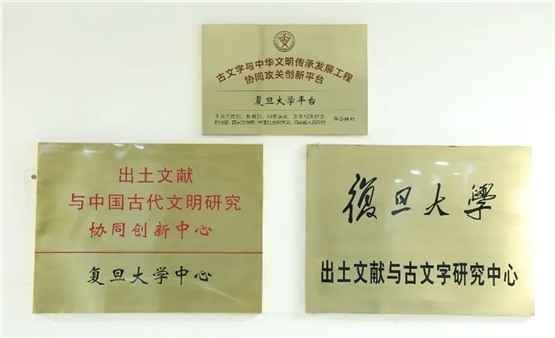 古文字与中华文明传承发展工程
协同攻关创新平台
复旦大学平台
出土文献
与中国古代文明研究
协同创新中心
复旦大学中心
復旦大學
出土文献与古文字研究中心